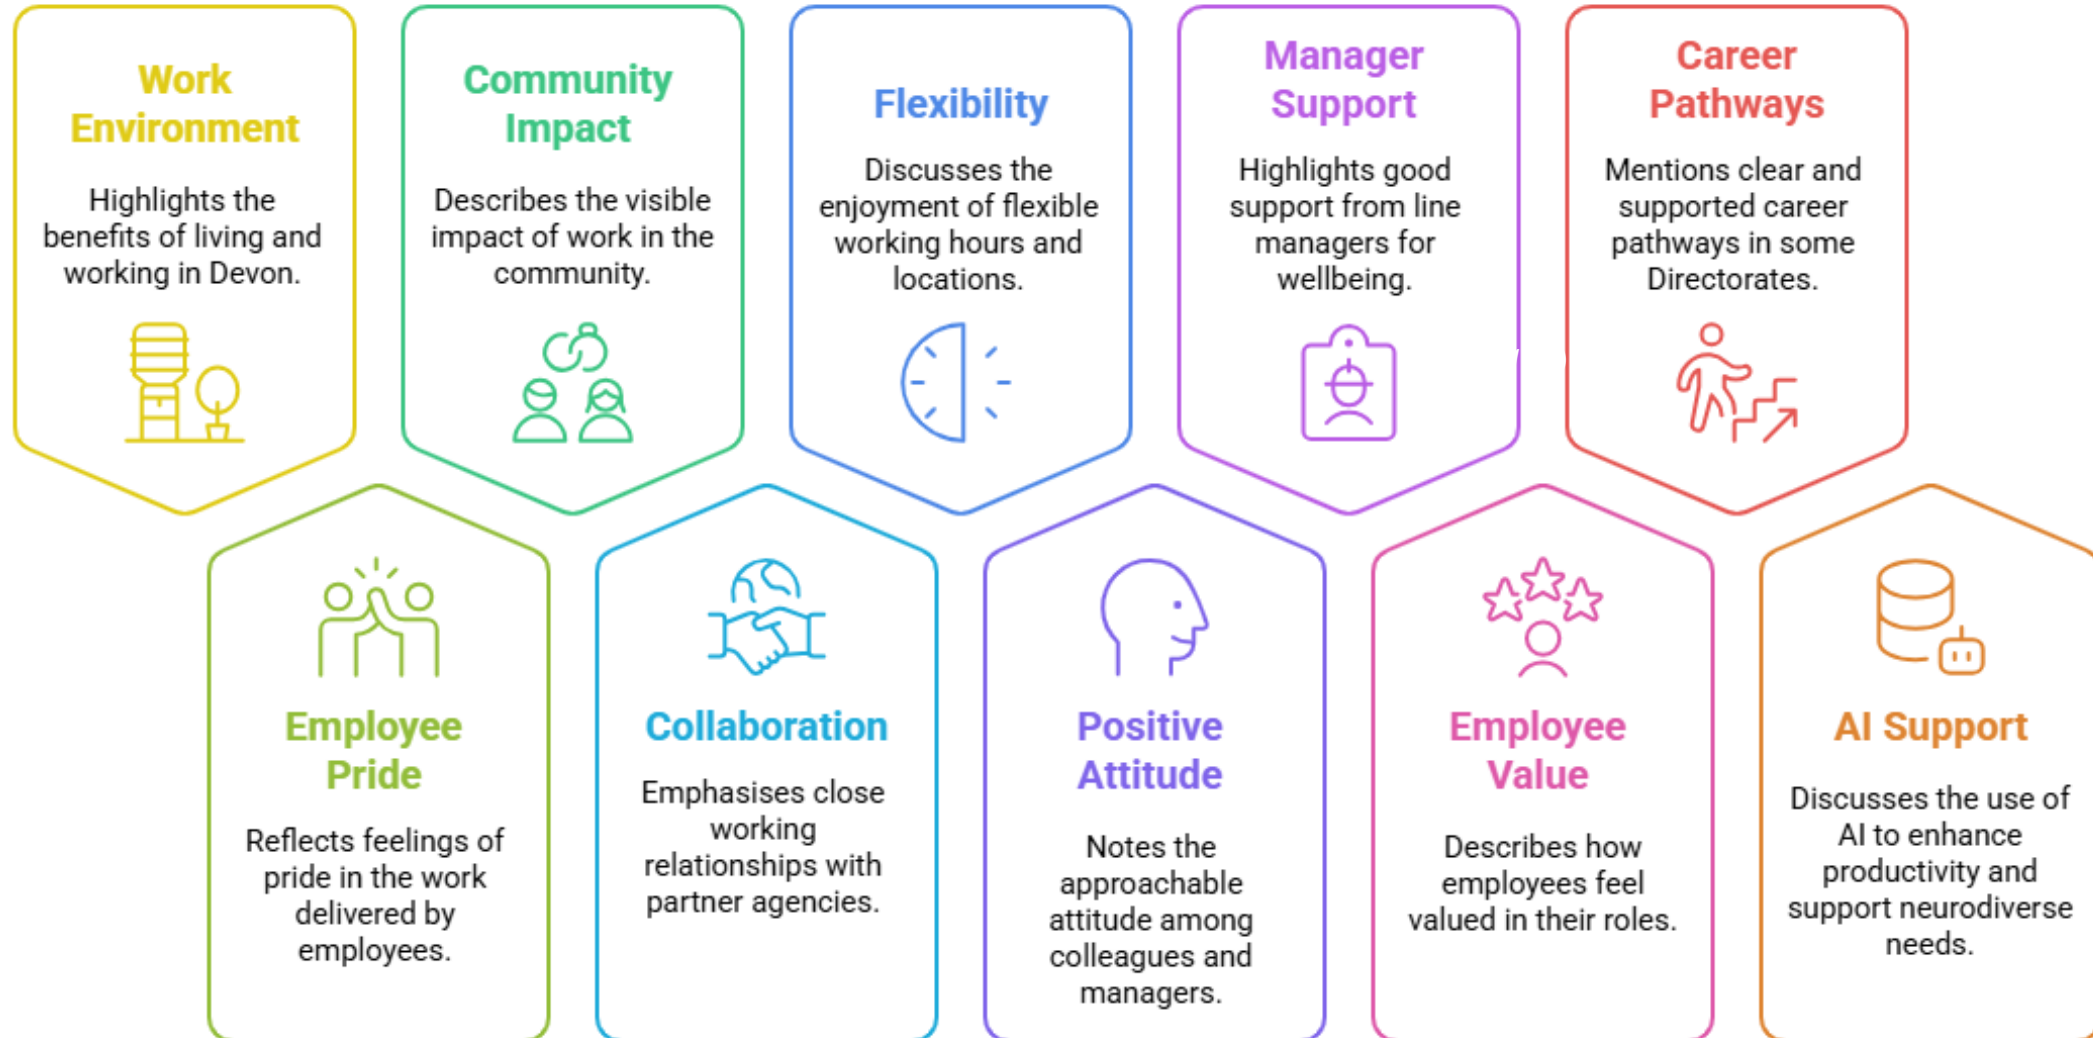 Work
Environment
Highlights the
benefits of living and
working in Devon.
Community
Impact
Describes the visible
impact of work in the
community.
Flexibility
Discusses the
enjoyment of flexible
working hours and
locations.
Manager
Support
Highlights good
support from line
managers for
wellbeing.
Career
Pathways
Mentions clear and
supported career
pathways in some
Directorates.
Employee
Pride
Reflects feelings of
pride in the work
delivered by
employees.
Collaboration
Emphasises close
working
relationships with
partner agencies.
Positive
Attitude
Notes the
approachable
attitude among
colleagues and
managers.
Employee
Value
Describes how
employees feel
valued in their roles.
AI Support
Discusses the use of
AI to enhance
productivity and
support neurodiverse
needs.